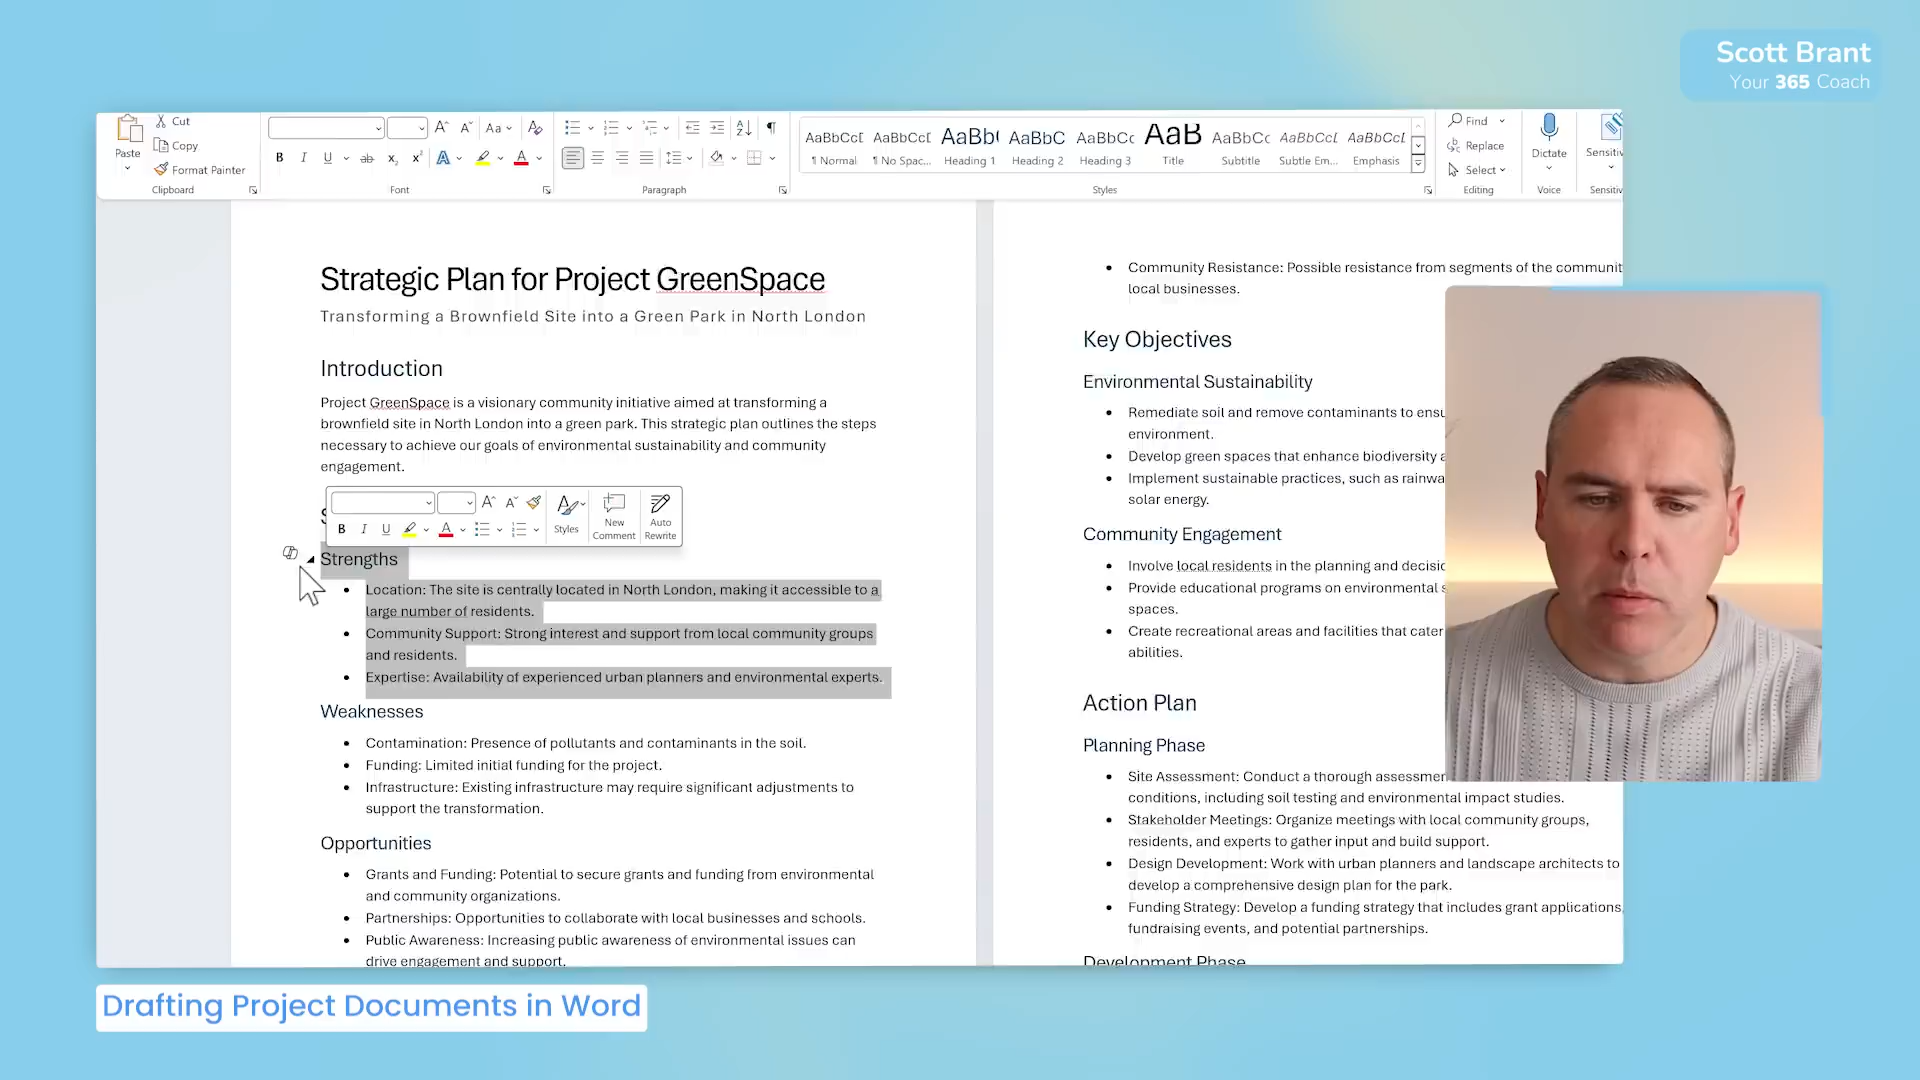 Scott Brant
Your 365 Coach
Paste
Cut
Copy
Format Painter
Clipboard
Aa
B I U ab x₂ x² A A
Font
Paragraph
AaBbCcD
¶ Normal
AaBbCcD
¶ No Spac...
AaBb(
Heading 1
AaBbC
Heading 2
AaBbCc
Heading 3
AaB
Title
AaBbCc
Subtitle
AaBbCcD
Subtle Em...
AaBbCcD
Emphasis
Styles
Find
Replace
Select
Editing
Dictate
Voice
Sensitiv
Sensitiv
Strategic Plan for Project GreenSpace
Transforming a Brownfield Site into a Green Park in North London
Introduction
Project GreenSpace is a visionary community initiative aimed at transforming a
brownfield site in North London into a green park. This strategic plan outlines the steps
necessary to achieve our goals of environmental sustainability and community
engagement.
B I U A
Styles
New
Comment
Auto
Rewrite
Strengths
• Location: The site is centrally located in North London, making it accessible to a
large number of residents.
• Community Support: Strong interest and support from local community groups
and residents.
• Expertise: Availability of experienced urban planners and environmental experts.
Weaknesses
• Contamination: Presence of pollutants and contaminants in the soil.
• Funding: Limited initial funding for the project.
• Infrastructure: Existing infrastructure may require significant adjustments to
support the transformation.
Opportunities
• Grants and Funding: Potential to secure grants and funding from environmental
and community organizations.
• Partnerships: Opportunities to collaborate with local businesses and schools.
• Public Awareness: Increasing public awareness of environmental issues can
drive engagement and support.
• Community Resistance: Possible resistance from segments of the communit
local businesses.
Key Objectives
Environmental Sustainability
• Remediate soil and remove contaminants to ensu
environment.
• Develop green spaces that enhance biodiversity a
• Implement sustainable practices, such as rainwa
solar energy.
Community Engagement
• Involve local residents in the planning and decisio
• Provide educational programs on environmental s
spaces.
• Create recreational areas and facilities that cater
abilities.
Action Plan
Planning Phase
• Site Assessment: Conduct a thorough assessmen
conditions, including soil testing and environmental impact studies.
• Stakeholder Meetings: Organize meetings with local community groups,
residents, and experts to gather input and build support.
• Design Development: Work with urban planners and landscape architects to
develop a comprehensive design plan for the park.
• Funding Strategy: Develop a funding strategy that includes grant applications,
fundraising events, and potential partnerships.
Development Phase
Drafting Project Documents in Word